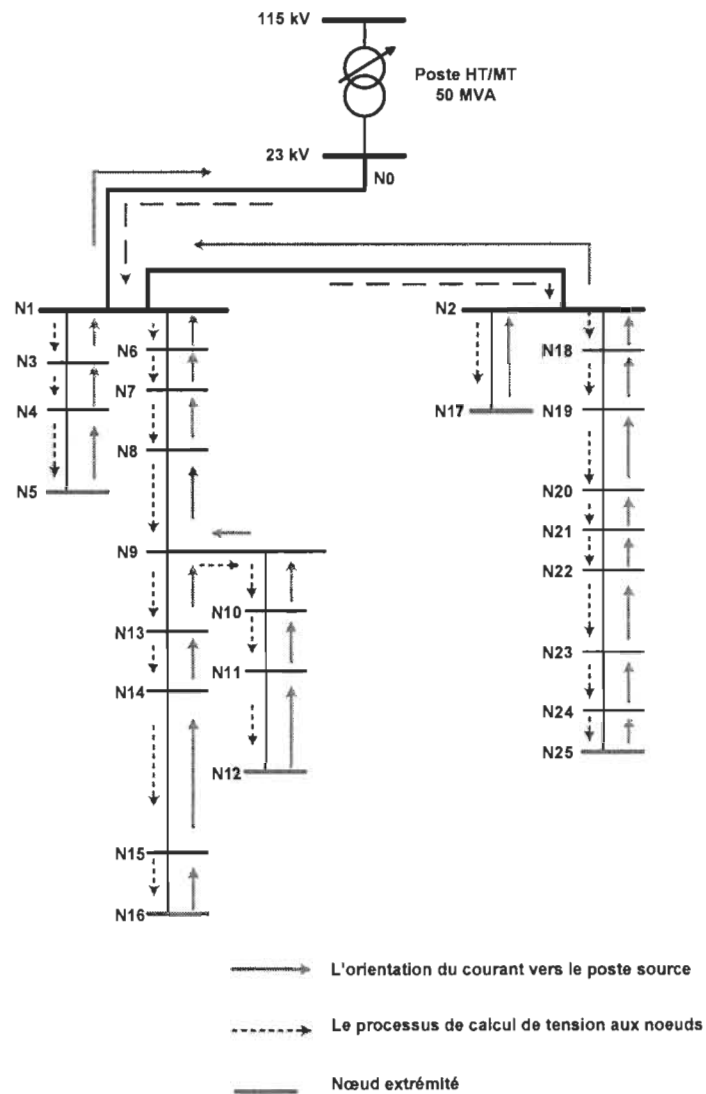 115 kV
Poste HT/MT
50 MVA
23 kV
N0
N1
N2
N3
N6
N18
N7
N4
N17
N19
N8
N5
N20
N21
N9
N22
N10
N13
N23
N11
N14
N24
N12
N25
N15
N16
L'orientation du courant vers le poste source
Le processus de calcul de tension aux noeuds
Nœud extrémité